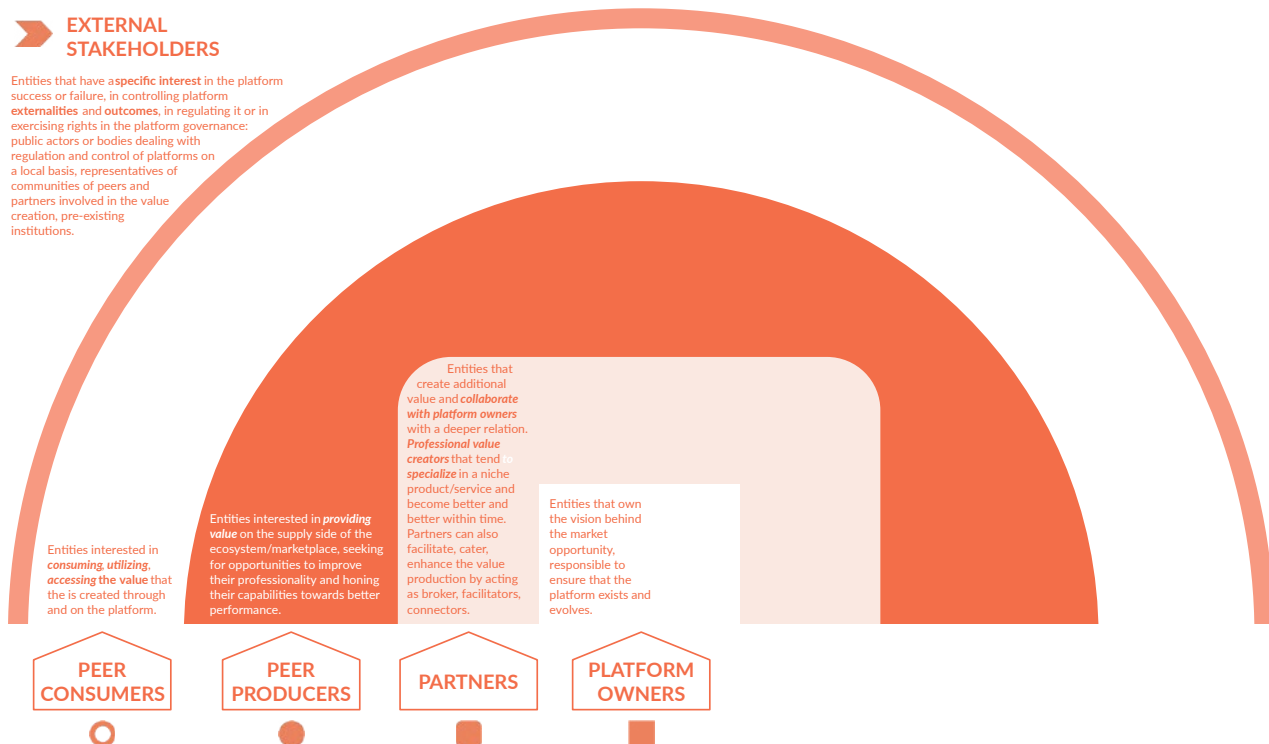 EXTERNAL
STAKEHOLDERS
Entities that have a specific interest in the platform
success or failure, in controlling platform
externalities and outcomes, in regulating it or in
exercising rights in the platform governance:
public actors or bodies dealing with
regulation and control of platforms on
a local basis, representatives of
communities of peers and
partners involved in the value
creation, pre-existing
institutions.
Entities interested in
consuming, utilizing,
accessing the value that
the is created through
and on the platform.
Entities interested in providing
value on the supply side of the
ecosystem/marketplace, seeking
for opportunities to improve
their professionality and honing
their capabilities towards better
performance.
Entities that
create additional
value and collaborate
with platform owners
with a deeper relation.
Professional value
creators that tend to
specialize in a niche
product/service and
become better and
better within time.
Partners can also
facilitate, cater,
enhance the value
production by acting
as broker, facilitators,
connectors.
Entities that own
the vision behind
the market
opportunity,
responsible to
ensure that the
platform exists and
evolves.
PEER
CONSUMERS
PEER
PRODUCERS
PARTNERS
PLATFORM
OWNERS